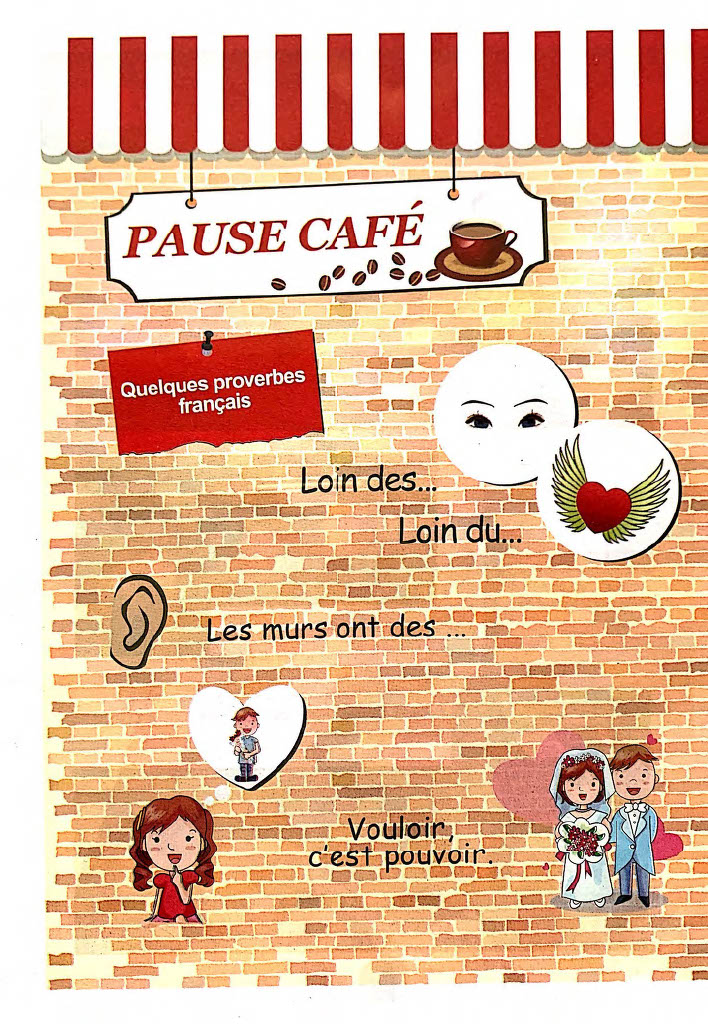 PAUSE CAFÉ
Quelques proverbes
français
Loin des...
Loin du...
Les murs ont des ...
Vouloir,
c'est pouvoir.